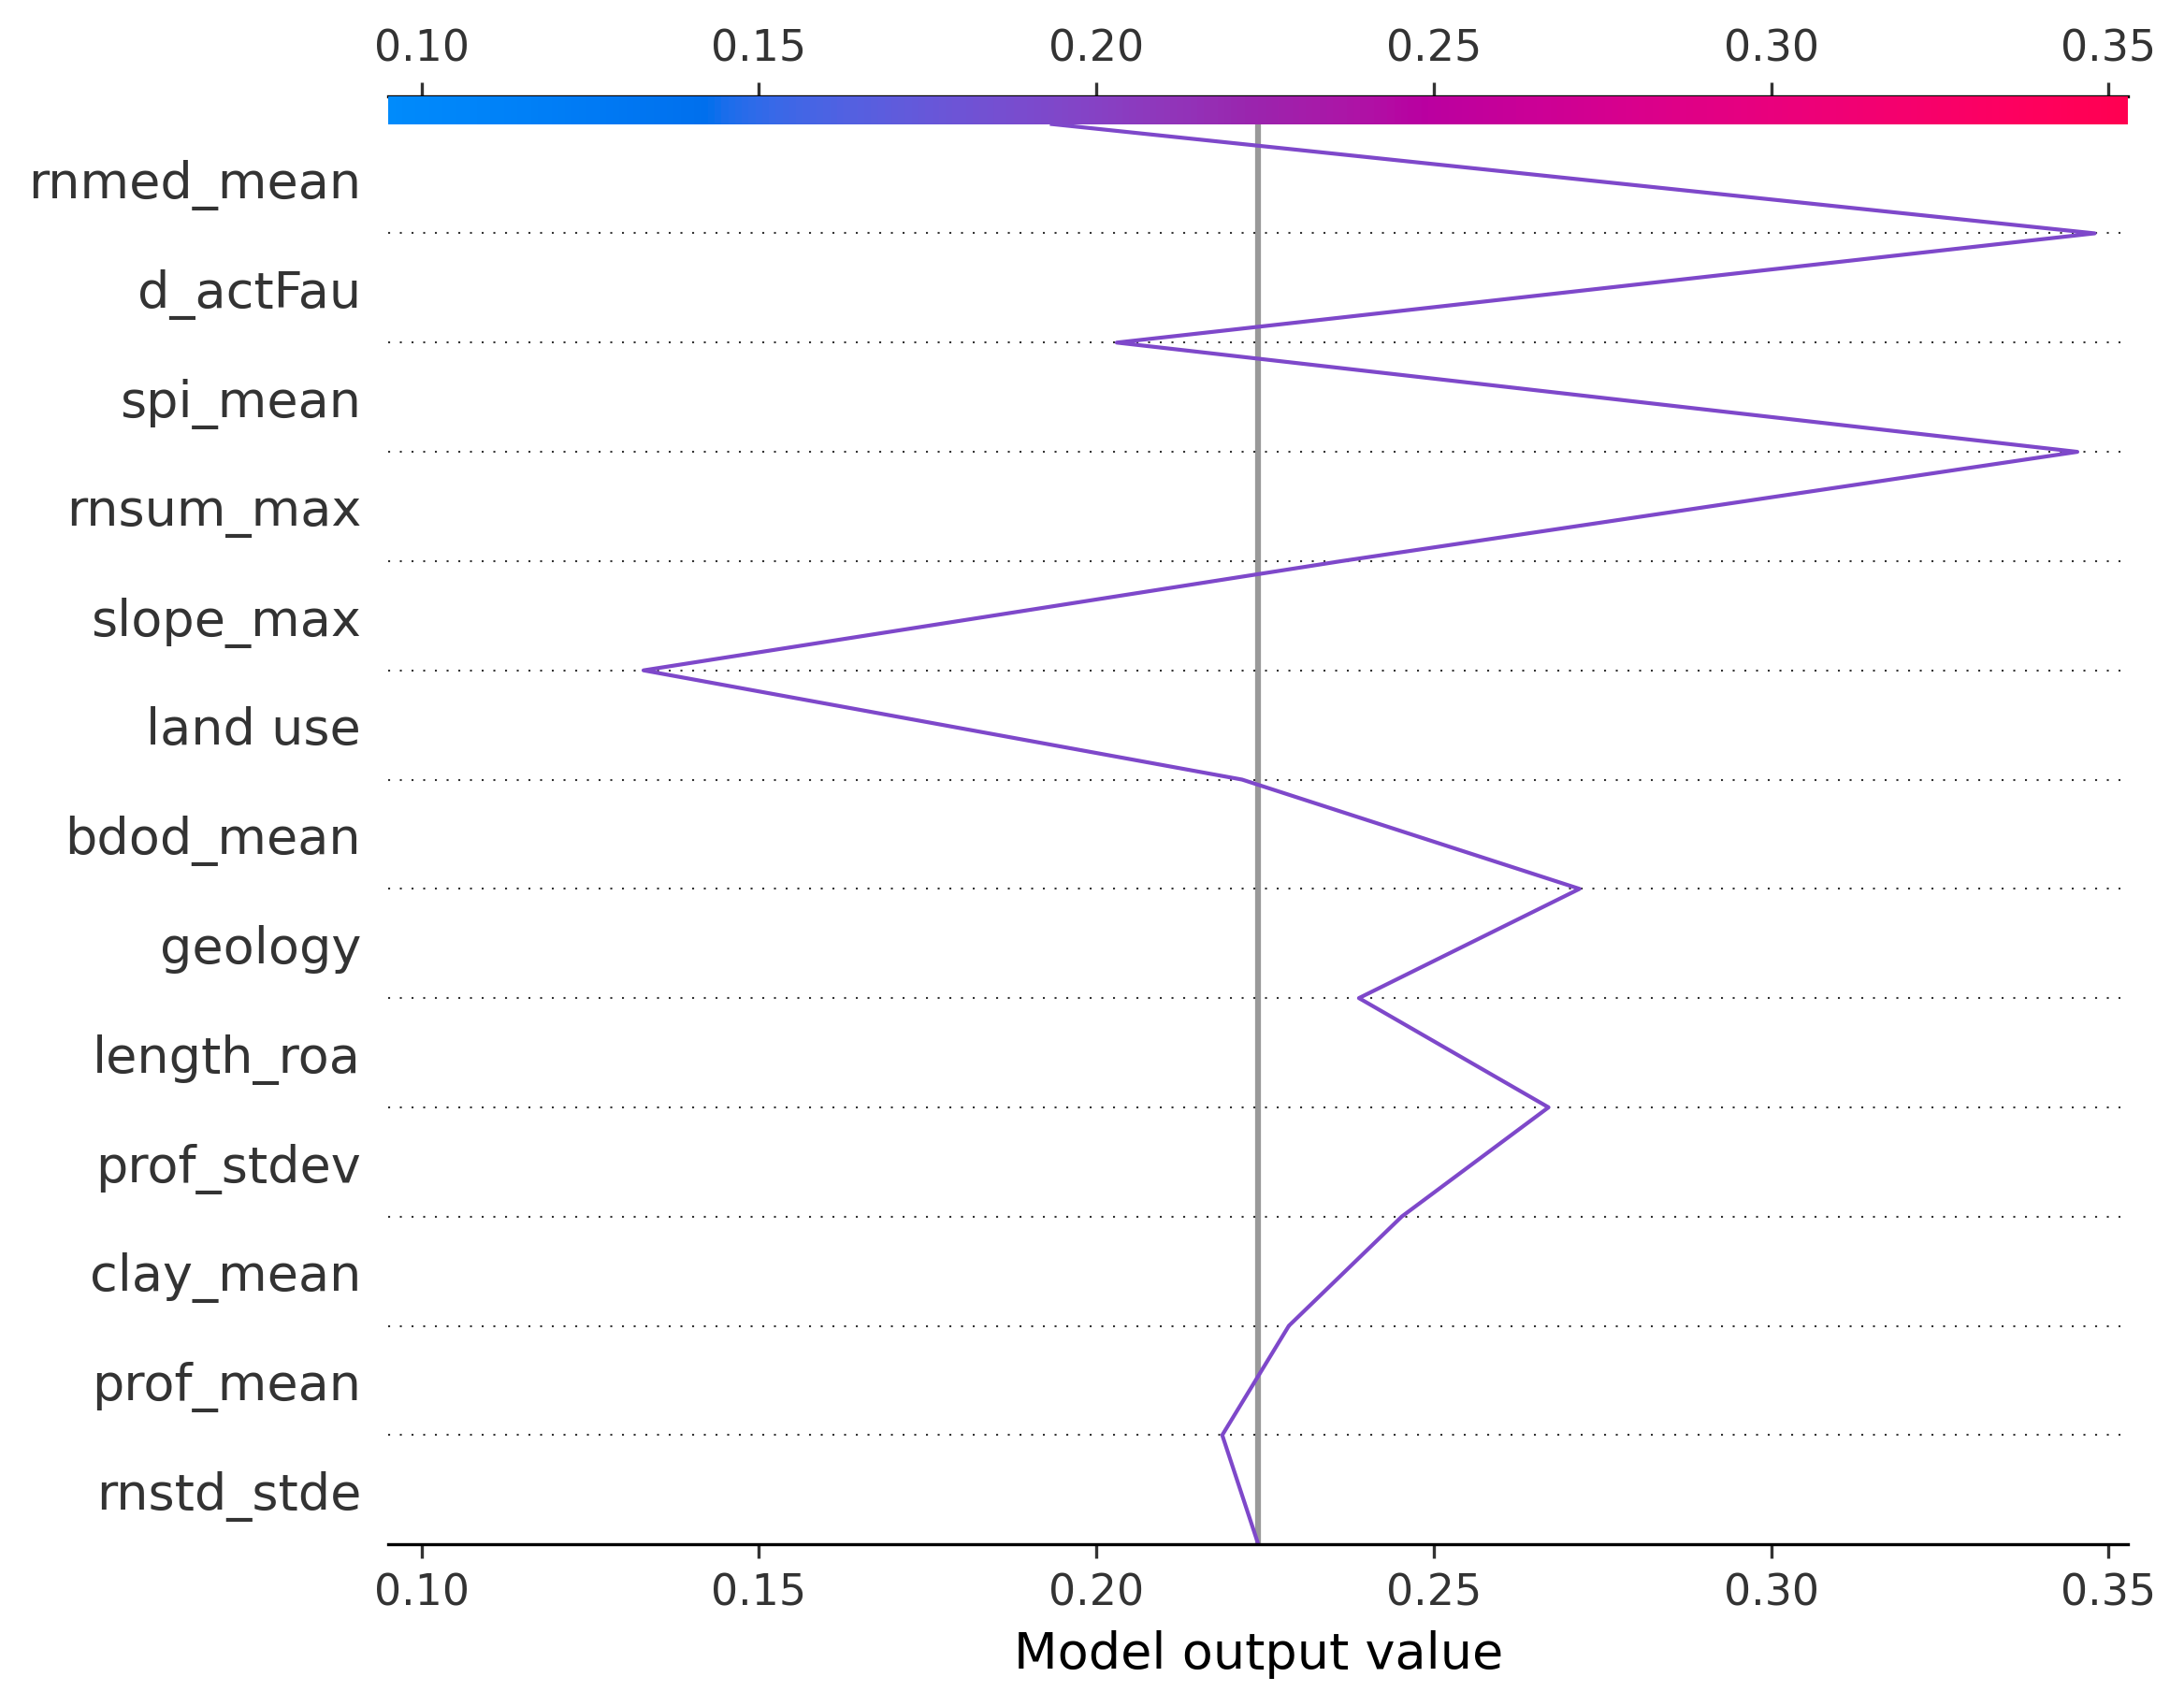 0.10 0.15 0.20 0.25 0.30 0.35
rnmed_mean
d_actFau
spi_mean
rnsum_max
slope_max
land use
bdod_mean
geology
length_roa
prof_stdev
clay_mean
prof_mean
rnstd_stde
0.10 0.15 0.20 0.25 0.30 0.35
Model output value